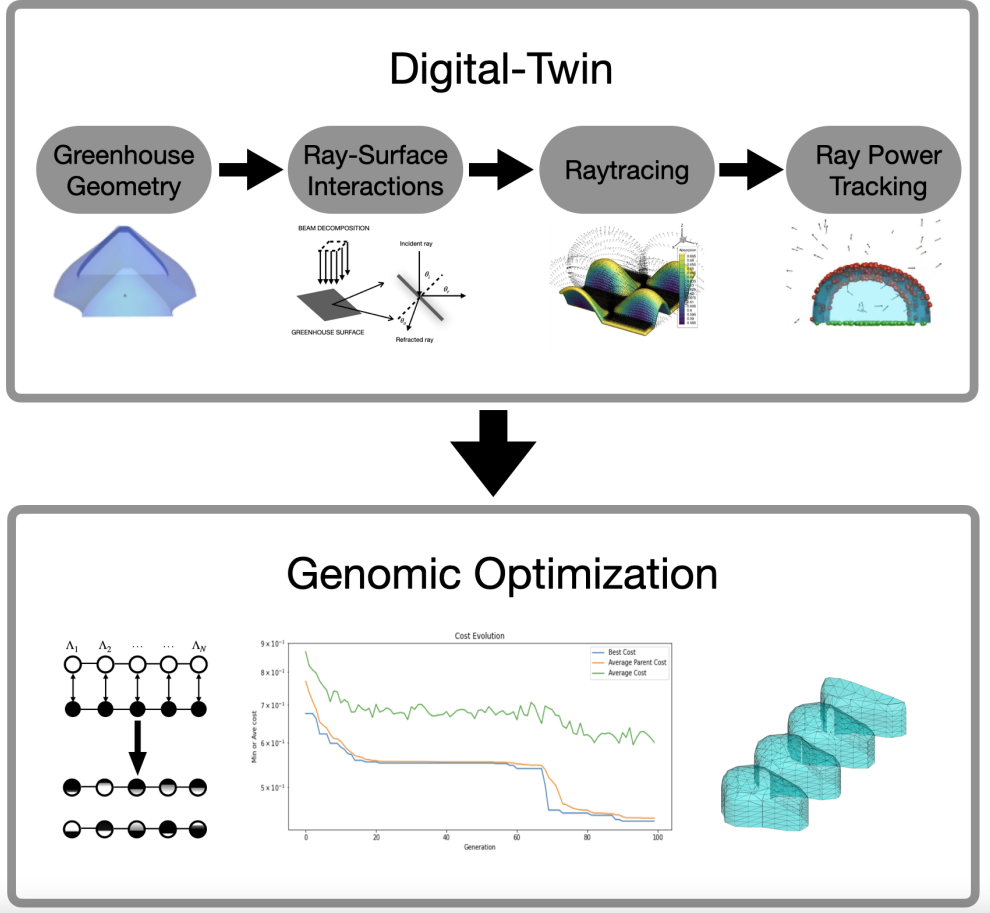 Digital-Twin
Greenhouse
Geometry
Ray-Surface
Interactions
Raytracing
Ray Power
Tracking
BEAM DECOMPOSITION
Incident ray
θᵢ
θᵣ
GREENHOUSE SURFACE
Refracted ray
Genomic Optimization
Λ₁ Λ₂ ⋯ ⋯ Λ_N
Cost Evolution
Best Cost
Average Parent Cost
Average Cost
Min or Ave cost
9 × 10⁻¹
8 × 10⁻¹
7 × 10⁻¹
6 × 10⁻¹
5 × 10⁻¹
0 20 40 60 80 100
Generation